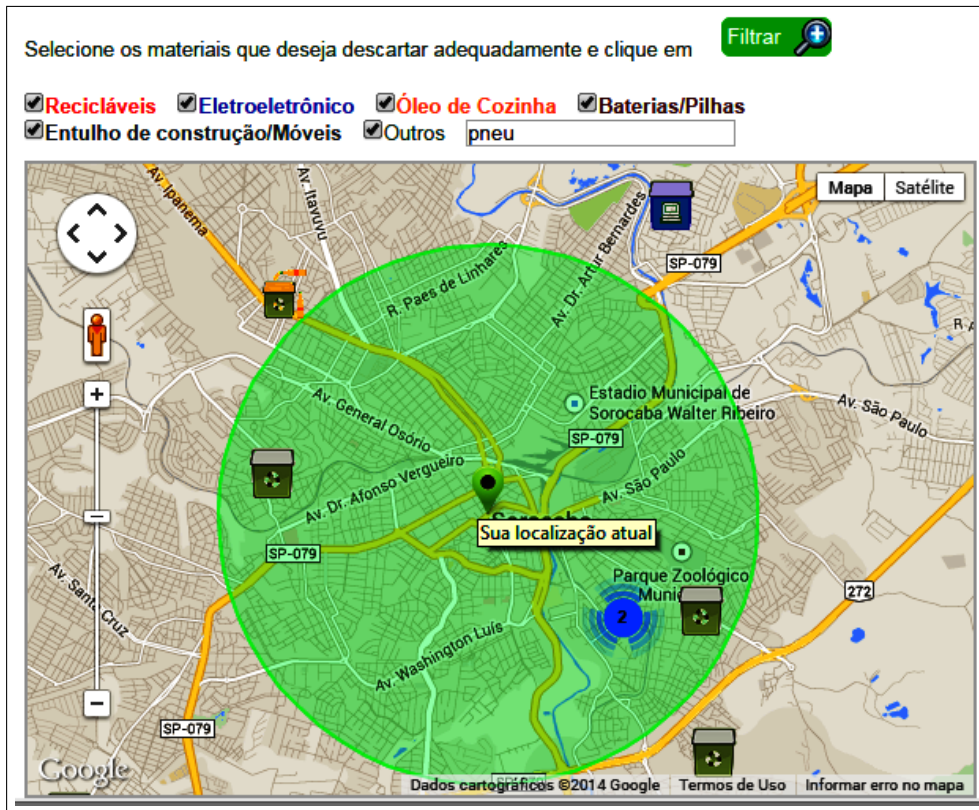 Selecione os materiais que deseja descartar adequadamente e clique em Filtrar
Recicláveis Eletroeletrônico Óleo de Cozinha Baterias/Pilhas
Entulho de construção/Móveis Outros pneu
Mapa Satélite
Av. Ipanema
Av. Itavuvu
R. Paes de Linhares
Av. Dr. Artur Bernardes
SP-079
R. A
Estadio Municipal de
Sorocaba Walter Ribeiro
Av. General Osório
Av. São Paulo
SP-079
Av. Dr. Afonso Vergueiro
Av. São Paulo
Sorocaba
Sua localização atual
SP-079
Parque Zoológico
Munic
Av. Santa Cruz
272
2
Av. Washington Luís
SP-079
Google
SP-079
Dados cartográficos ©2014 Google Termos de Uso Informar erro no mapa